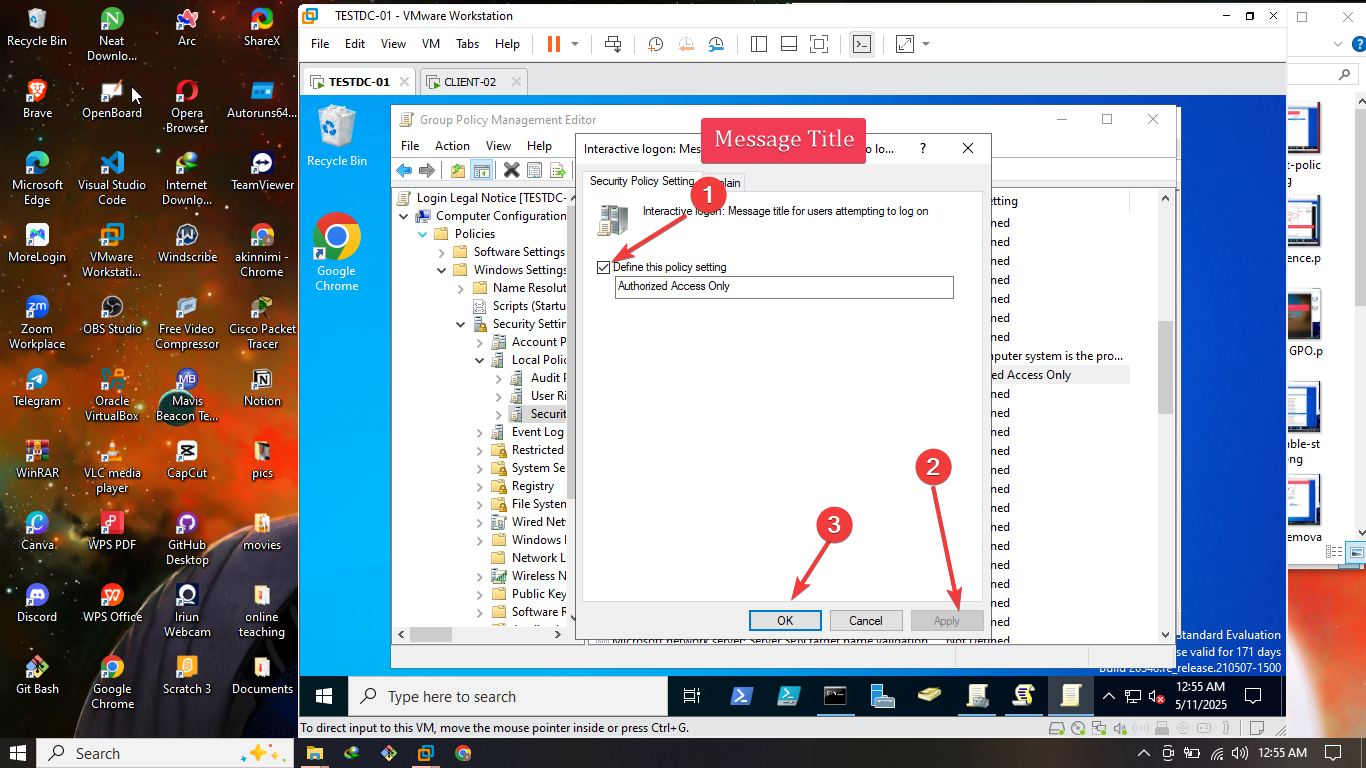 Recycle Bin
Neat
Downlo...
Arc
ShareX
Brave
OpenBoard
Opera
Browser
Autoruns64...
Microsoft
Edge
Visual Studio
Code
Internet
Downlo...
TeamViewer
MoreLogin
VMware
Workstati...
Windscribe
akinnimi -
Chrome
Zoom
Workplace
OBS Studio
Free Video
Compressor
Cisco Packet
Tracer
Telegram
Oracle
VirtualBox
Mavis
Beacon Te...
Notion
WinRAR
VLC media
player
CapCut
pics
Canva
WPS PDF
GitHub
Desktop
movies
Discord
WPS Office
Iriun
Webcam
online
teaching
Git Bash
Google
Chrome
Scratch 3
Documents
TESTDC-01 - VMware Workstation
File Edit View VM Tabs Help
TESTDC-01
CLIENT-02
Recycle Bin
Google
Chrome
Group Policy Management Editor
File Action View Help
Login Legal Notice [TESTDC-
Computer Configuration
Policies
Software Settings
Windows Settings
Name Resolut
Scripts (Startu
Security Settin
Account P
Local Polic
Audit P
User Ri
Securit
Event Log
Restricted
System Se
Registry
File System
Wired Net
Windows I
Network L
Wireless N
Public Key
Software R
Interactive logon: Mes
Message Title
o lo...
?
Security Policy Setting
plain
1
Interactive logon: Message title for users attempting to log on
Define this policy setting
Authorized Access Only
2
3
OK
Cancel
Apply
etting
ned
ned
ned
ned
ned
ned
ned
puter system is the pro...
ed Access Only
ned
ned
ned
ned
ned
ned
ned
ned
ned
ned
ned
ned
ned
Microsoft network server: Server SPN target name validation
Not Defined
Standard Evaluation
se valid for 171 days
Build 20348.fe_release.210507-1500
Type here to search
12:55 AM
5/11/2025
To direct input to this VM, move the mouse pointer inside or press Ctrl+G.
t-polic
g
ence.p
GPO.p
ble-st
ng
emova
Search
12:55 AM